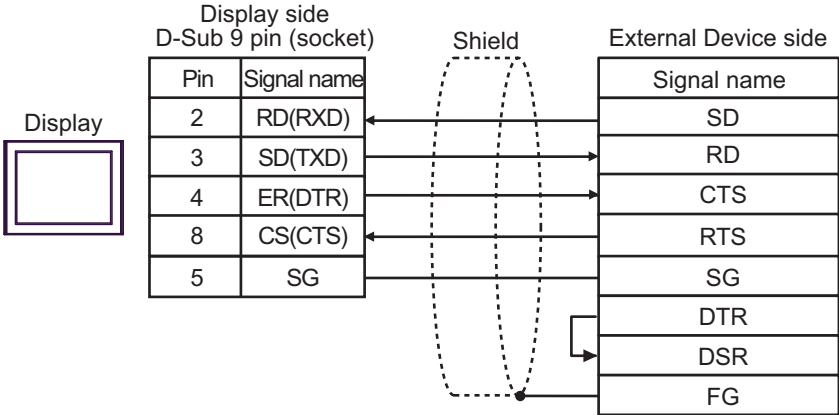 Display side
D-Sub 9 pin (socket)
Shield
External Device side
Pin Signal name Signal name
Display
2 RD(RXD) SD
3 SD(TXD) RD
4 ER(DTR) CTS
8 CS(CTS) RTS
5 SG SG
DTR
DSR
FG